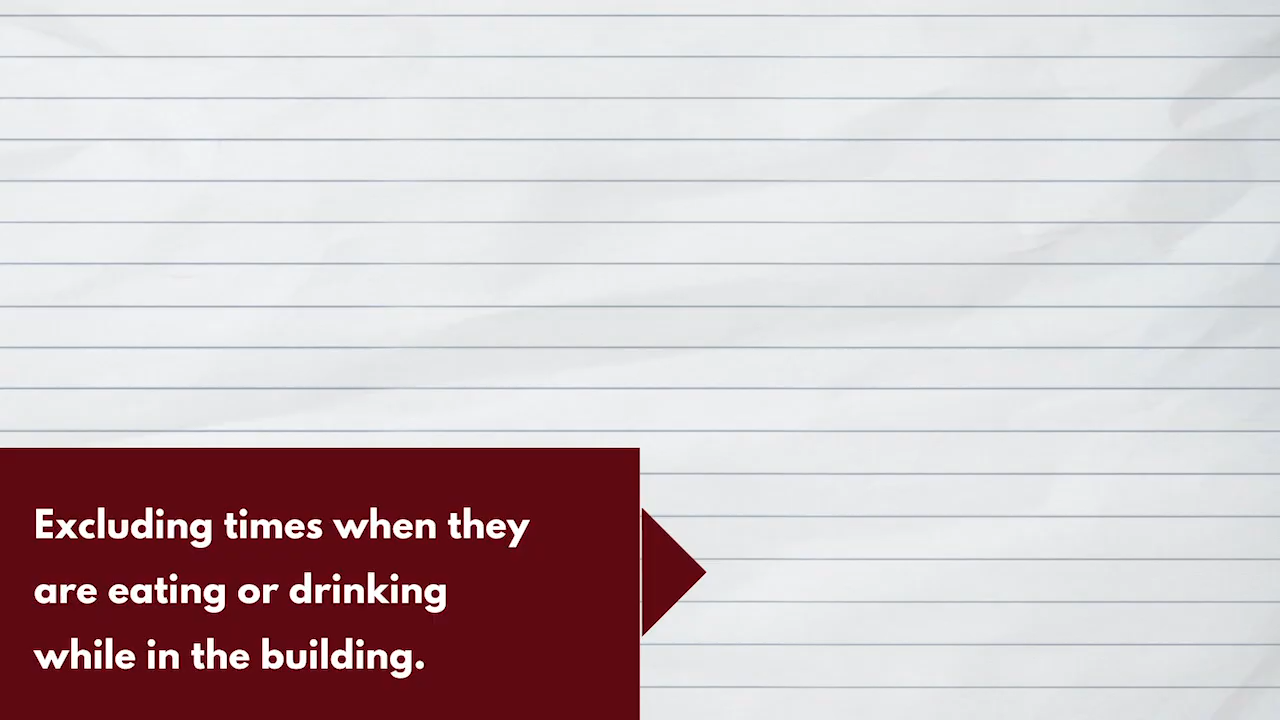 Excluding times when they
are eating or drinking
while in the building.